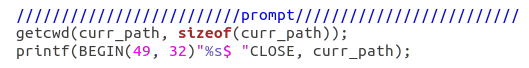 //////////////////////////prompt//////////////////////////
getcwd(curr_path, sizeof(curr_path));
printf(BEGIN(49, 32)"%s$ "CLOSE, curr_path);